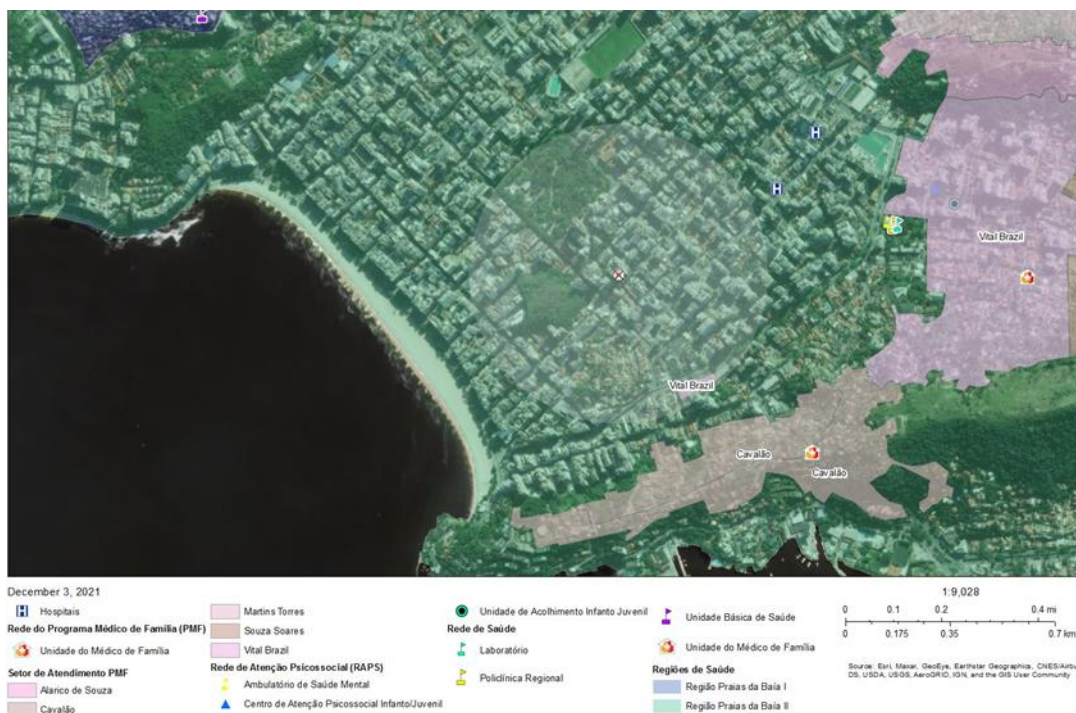 Vital Brazil
Vital Brazil
Cavalão
Cavalão
December 3, 2021
Hospitais
Rede do Programa Médico de Família (PMF)
Unidade do Médico de Família
Setor de Atendimento PMF
Alarico de Souza
Cavalão
Martins Torres
Souza Soares
Vital Brazil
Rede de Atenção Psicossocial (RAPS)
Ambulatório de Saúde Mental
Centro de Atenção Psicossocial Infanto/Juvenil
Unidade de Acolhimento Infanto Juvenil
Rede de Saúde
Laboratório
Policlínica Regional
Unidade Básica de Saúde
Unidade do Médico de Família
Regiões de Saúde
Região Praias da Baía I
Região Praias da Baía II
1:9,028
0 0.1 0.2 0.4 mi
0 0.175 0.35 0.7 km
Source: Esri, Maxar, GeoEye, Earthstar Geographics, CNES/Airbu
DS, USDA, USGS, AeroGRID, IGN, and the GIS User Community